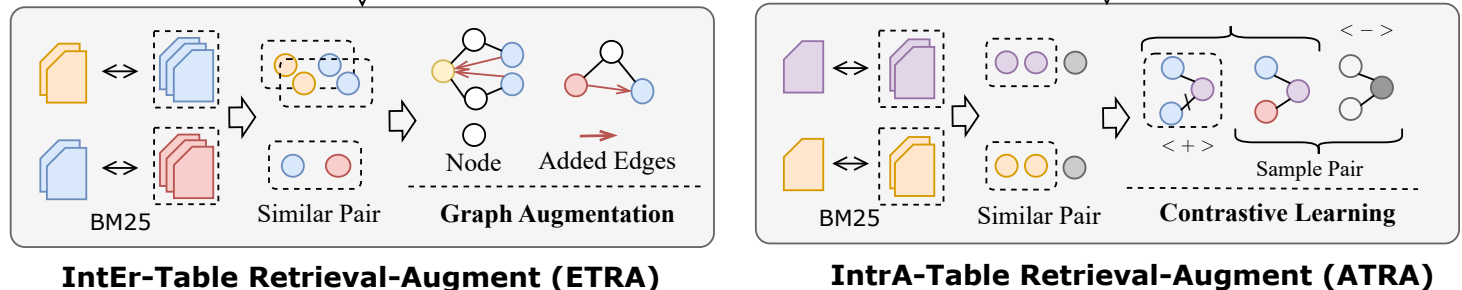 BM25
Similar Pair
Node
Added Edges
Graph Augmentation
IntEr-Table Retrieval-Augment (ETRA)
BM25
Similar Pair
< − >
< + >
Sample Pair
Contrastive Learning
IntrA-Table Retrieval-Augment (ATRA)